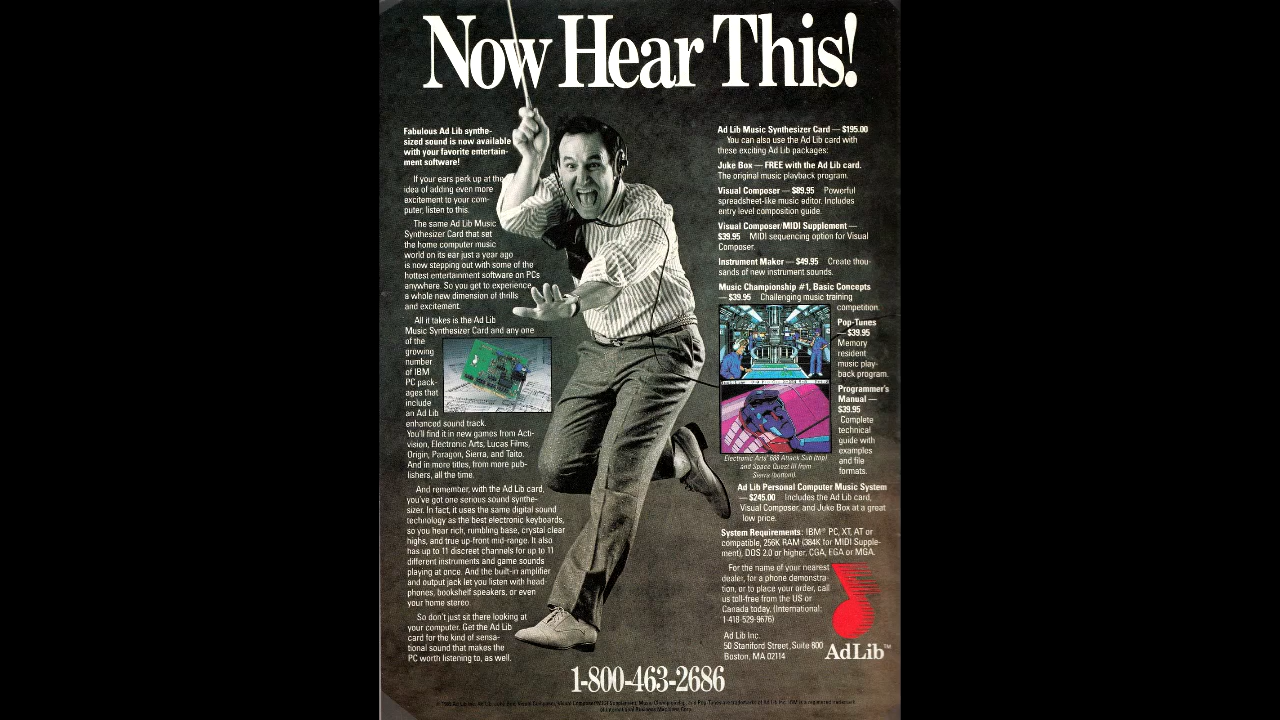 Now Hear This!
Fabulous Ad Lib synthe-
sized sound is now available
with your favorite entertain-
ment software!
If your ears perk up at the
idea of adding even more
excitement to your com-
puter, listen to this.
The same Ad Lib Music
Synthesizer Card that set
the home computer music
world on its ear just a year ago
is now stepping out with some of the
hottest entertainment software on PCs
anywhere. So you get to experience
a whole new dimension of thrills
and excitement.
All it takes is the Ad Lib
Music Synthesizer Card and any one
of the
growing
number
of IBM
PC pack-
ages that
include
an Ad Lib
enhanced sound track.
You'll find it in new games from Acti-
vision, Electronic Arts, Lucas Films,
Origin, Paragon, Sierra, and Taito.
And in more titles, from more pub-
lishers, all the time.
And remember, with the Ad Lib card,
you've got one serious sound synthe-
sizer. In fact, it uses the same digital sound
technology as the best electronic keyboards,
so you hear rich, rumbling base, crystal clear
highs, and true up-front mid-range. It also
has up to 11 discreet channels for up to 11
different instruments and game sounds
playing at once. And the built-in amplifier
and output jack let you listen with head-
phones, bookshelf speakers, or even
your home stereo.
So don't just sit there looking at
your computer. Get the Ad Lib
card for the kind of sensa-
tional sound that makes the
PC worth listening to, as well.
Ad Lib Music Synthesizer Card — $195.00
You can also use the Ad Lib card with
these exciting Ad Lib packages:
Juke Box — FREE with the Ad Lib card.
The original music playback program.
Visual Composer — $89.95 Powerful
spreadsheet-like music editor. Includes
entry level composition guide.
Visual Composer/MIDI Supplement —
$39.95 MIDI sequencing option for Visual
Composer.
Instrument Maker — $49.95 Create thou-
sands of new instrument sounds.
Music Championship #1, Basic Concepts
— $39.95 Challenging music training
competition.
Pop-Tunes
— $39.95
Memory
resident
music play-
back program.
Programmer's
Manual —
$39.95
Complete
technical
guide with
examples
and file
formats.
Electronic Arts' 688 Attack Sub (top)
and Space Quest III from
Sierra (bottom).
Ad Lib Personal Computer Music System
— $245.00 Includes the Ad Lib card,
Visual Composer, and Juke Box at a great
low price.
System Requirements: IBM® PC, XT, AT or
compatible, 256K RAM (384K for MIDI Supple-
ment), DOS 2.0 or higher, CGA, EGA or MGA.
For the name of your nearest
dealer, for a phone demonstra-
tion, or to place your order, call
us toll-free from the US or
Canada today. (International:
1-418-529-9676)
Ad Lib Inc.
50 Staniford Street, Suite 800
Boston, MA 02114
AdLib™
1-800-463-2686